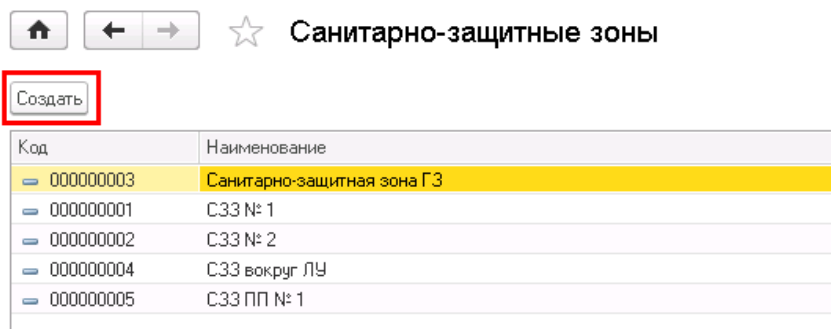 Санитарно-защитные зоны
Создать
Код Наименование
000000003 Санитарно-защитная зона ГЗ
000000001 СЗЗ № 1
000000002 СЗЗ № 2
000000004 СЗЗ вокруг ЛУ
000000005 СЗЗ ПП № 1